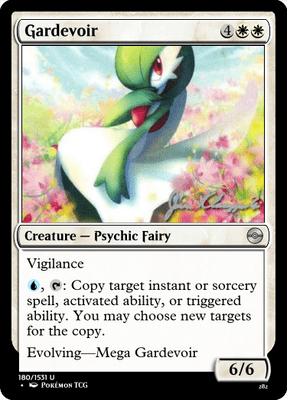 Gardevoir 4
Creature — Psychic Fairy
Vigilance
, : Copy target instant or sorcery
spell, activated ability, or triggered
ability. You may choose new targets
for the copy.
Evolving—Mega Gardevoir
6/6
180/1531 U
• Pokémon TCG
282